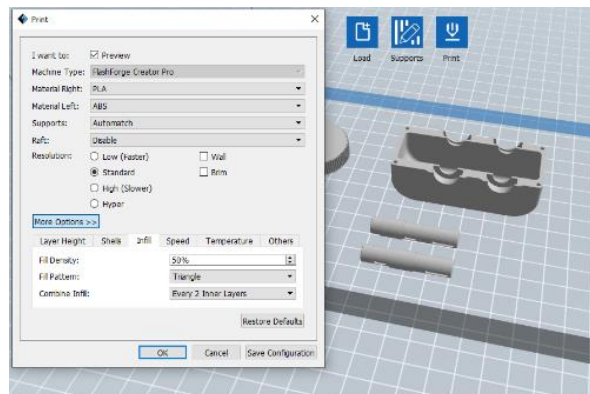 Print
I want to: Preview
Machine Type: FlashForge Creator Pro
Material Right: PLA
Material Left: ABS
Supports: Automatch
Raft: Disable
Resolution: Low (Faster) Wall
Standard Brim
High (Slower)
Hyper
More Options >>
Layer Height Shells Infill Speed Temperature Others
Fill Density: 50%
Fill Pattern: Triangle
Combine Infill: Every 2 Inner Layers
Restore Defaults
OK Cancel Save Configuration
Load Supports Print